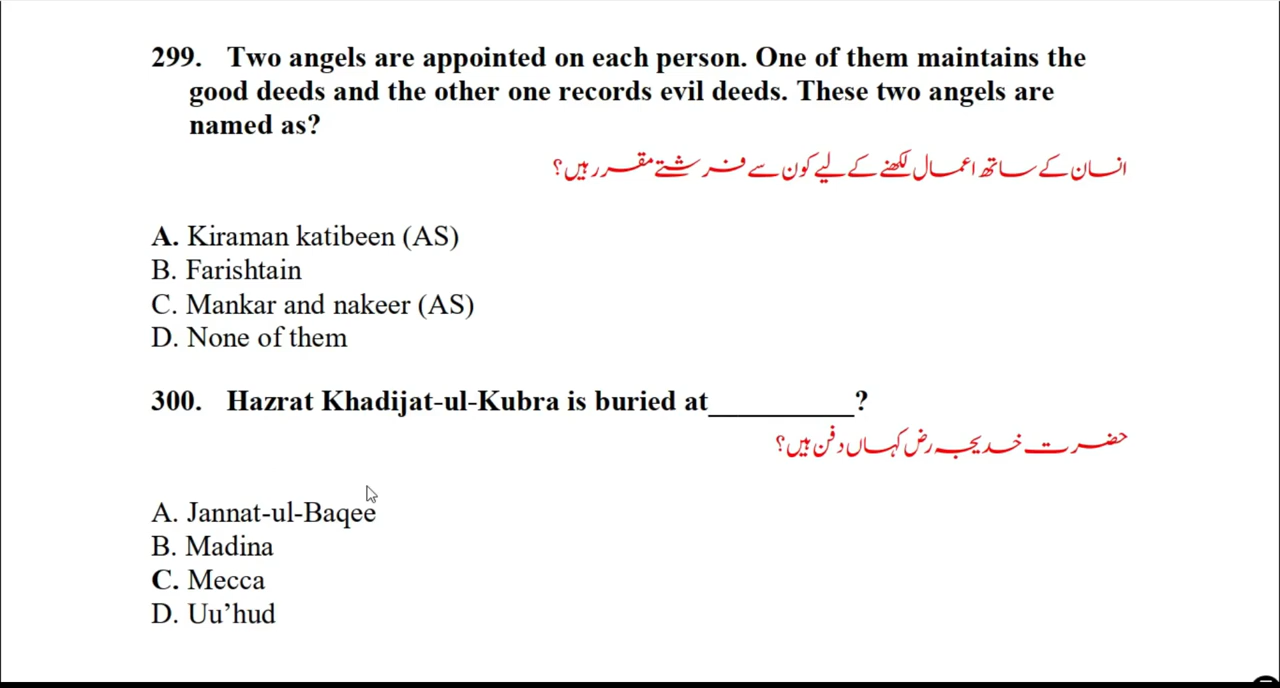 299. Two angels are appointed on each person. One of them maintains the
good deeds and the other one records evil deeds. These two angels are
named as?
انسان کے ساتھ اعمال لکھنے کے لیے کون سے فرشتے مقرر ہیں؟
A. Kiraman katibeen (AS)
B. Farishtain
C. Mankar and nakeer (AS)
D. None of them
300. Hazrat Khadijat-ul-Kubra is buried at__________?
حضرت خدیجہ رض کہاں دفن ہیں؟
A. Jannat-ul-Baqee
B. Madina
C. Mecca
D. Uu’hud